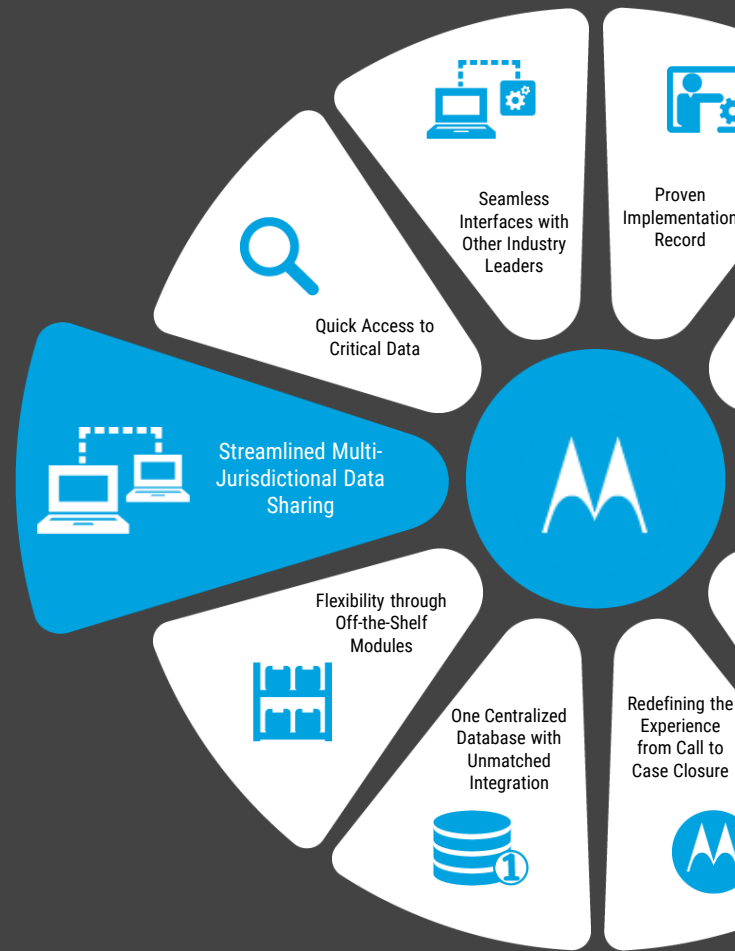 Seamless
Interfaces with
Other Industry
Leaders
Proven
Implementation
Record
Quick Access to
Critical Data
Streamlined Multi-
Jurisdictional Data
Sharing
Flexibility through
Off-the-Shelf
Modules
One Centralized
Database with
Unmatched
Integration
1
Redefining the
Experience
from Call to
Case Closure